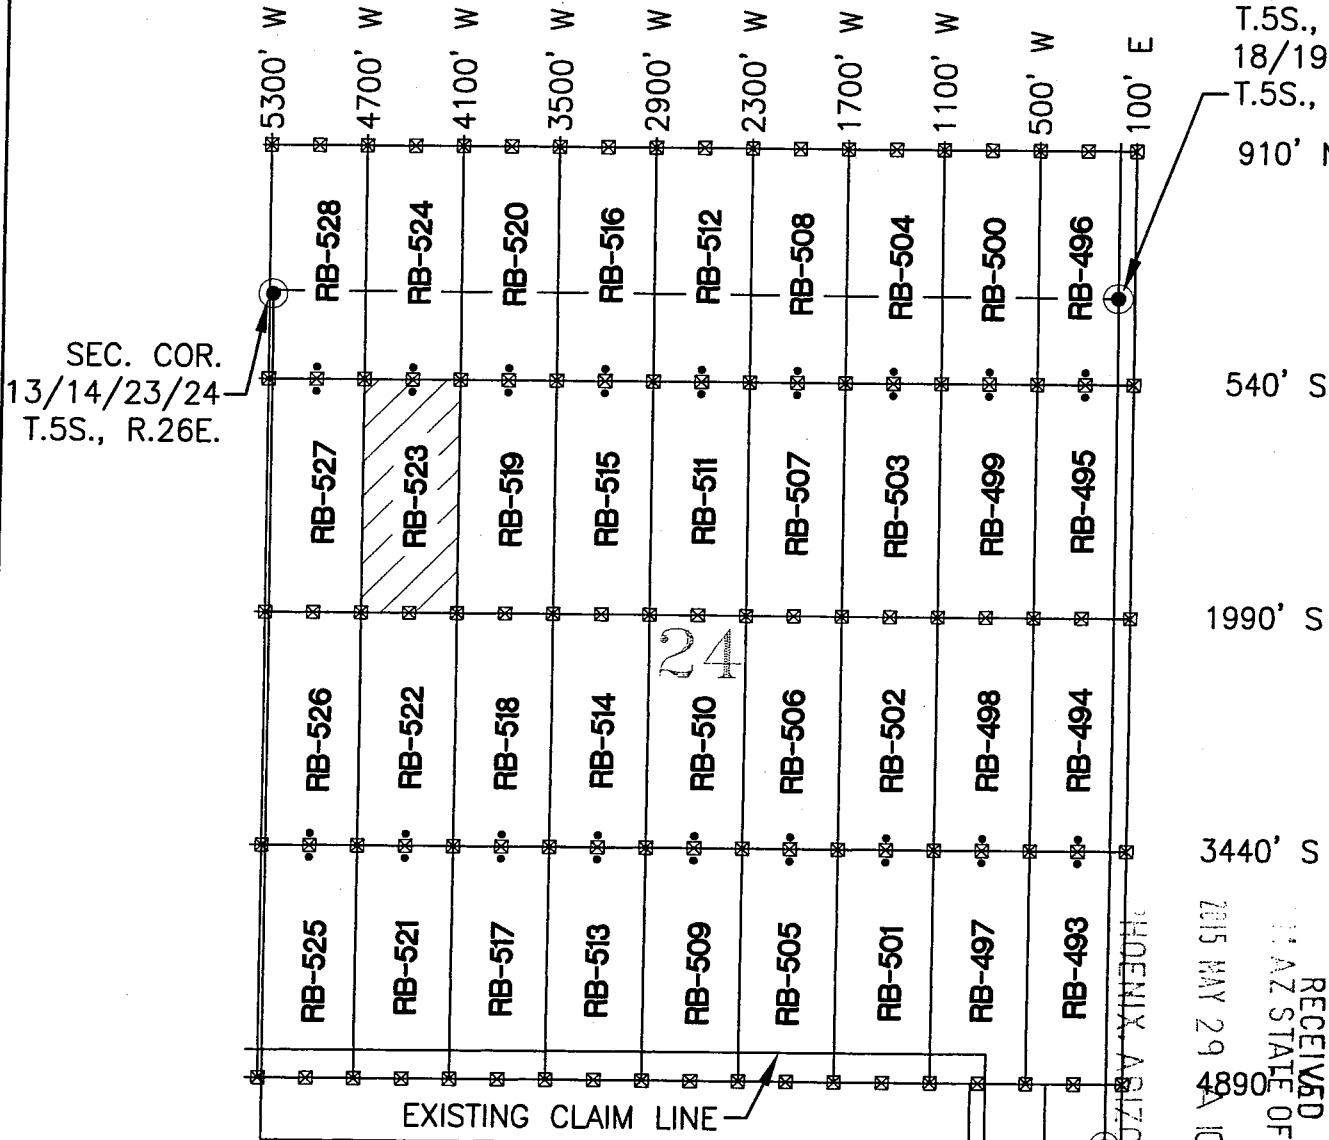 5300' W
4700' W
4100' W
3500' W
2900' W
2300' W
1700' W
1100' W
500' W
100' E
T.5S.,
18/19
T.5S.,
910' N
RB-528
RB-524
RB-520
RB-516
RB-512
RB-508
RB-504
RB-500
RB-496
SEC. COR.
13/14/23/24
T.5S., R.26E.
540' S
RB-527
RB-523
RB-519
RB-515
RB-511
RB-507
RB-503
RB-499
RB-495
1990' S
24
RB-526
RB-522
RB-518
RB-514
RB-510
RB-506
RB-502
RB-498
RB-494
3440' S
RB-525
RB-521
RB-517
RB-513
RB-509
RB-505
RB-501
RB-497
RB-493
4890'
EXISTING CLAIM LINE
RECEIVED
AZ STATE OF
2015 MAY 29 A